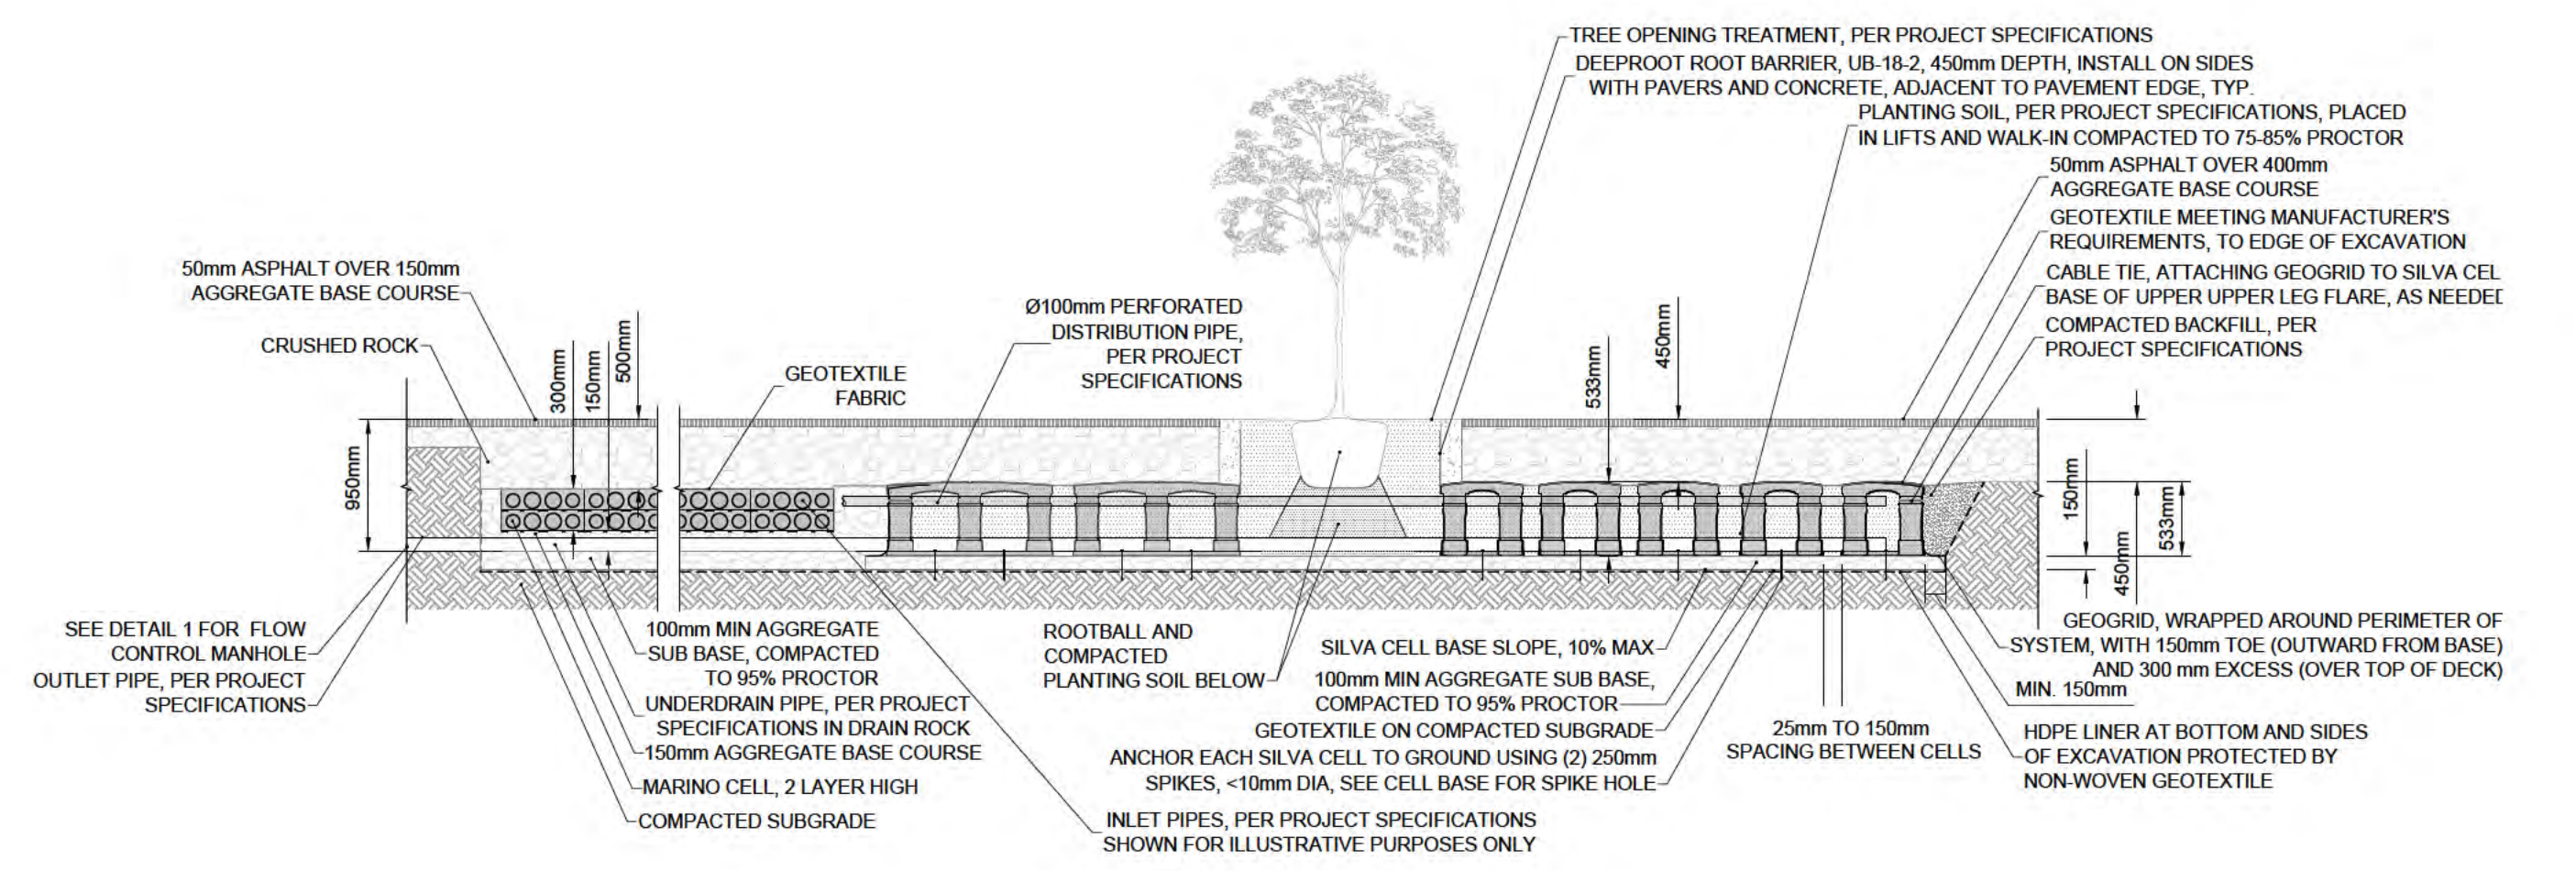 TREE OPENING TREATMENT, PER PROJECT SPECIFICATIONS
DEEPROOT ROOT BARRIER, UB-18-2, 450mm DEPTH, INSTALL ON SIDES
WITH PAVERS AND CONCRETE, ADJACENT TO PAVEMENT EDGE, TYP.
PLANTING SOIL, PER PROJECT SPECIFICATIONS, PLACED
IN LIFTS AND WALK-IN COMPACTED TO 75-85% PROCTOR
50mm ASPHALT OVER 400mm
AGGREGATE BASE COURSE
GEOTEXTILE MEETING MANUFACTURER'S
REQUIREMENTS, TO EDGE OF EXCAVATION
CABLE TIE, ATTACHING GEOGRID TO SILVA CEL
BASE OF UPPER UPPER LEG FLARE, AS NEEDED
COMPACTED BACKFILL, PER
PROJECT SPECIFICATIONS
50mm ASPHALT OVER 150mm
AGGREGATE BASE COURSE
CRUSHED ROCK
300mm
150mm
500mm
GEOTEXTILE
FABRIC
Ø100mm PERFORATED
DISTRIBUTION PIPE,
PER PROJECT
SPECIFICATIONS
533mm
450mm
950mm
150mm
450mm
533mm
SEE DETAIL 1 FOR FLOW
CONTROL MANHOLE
OUTLET PIPE, PER PROJECT
SPECIFICATIONS
100mm MIN AGGREGATE
SUB BASE, COMPACTED
TO 95% PROCTOR
UNDERDRAIN PIPE, PER PROJECT
SPECIFICATIONS IN DRAIN ROCK
150mm AGGREGATE BASE COURSE
MARINO CELL, 2 LAYER HIGH
COMPACTED SUBGRADE
ROOTBALL AND
COMPACTED
PLANTING SOIL BELOW
INLET PIPES, PER PROJECT SPECIFICATIONS
SHOWN FOR ILLUSTRATIVE PURPOSES ONLY
SILVA CELL BASE SLOPE, 10% MAX
100mm MIN AGGREGATE SUB BASE,
COMPACTED TO 95% PROCTOR
GEOTEXTILE ON COMPACTED SUBGRADE
ANCHOR EACH SILVA CELL TO GROUND USING (2) 250mm
SPIKES, <10mm DIA, SEE CELL BASE FOR SPIKE HOLE
25mm TO 150mm
SPACING BETWEEN CELLS
GEOGRID, WRAPPED AROUND PERIMETER OF
SYSTEM, WITH 150mm TOE (OUTWARD FROM BASE)
AND 300 mm EXCESS (OVER TOP OF DECK)
MIN. 150mm
HDPE LINER AT BOTTOM AND SIDES
OF EXCAVATION PROTECTED BY
NON-WOVEN GEOTEXTILE